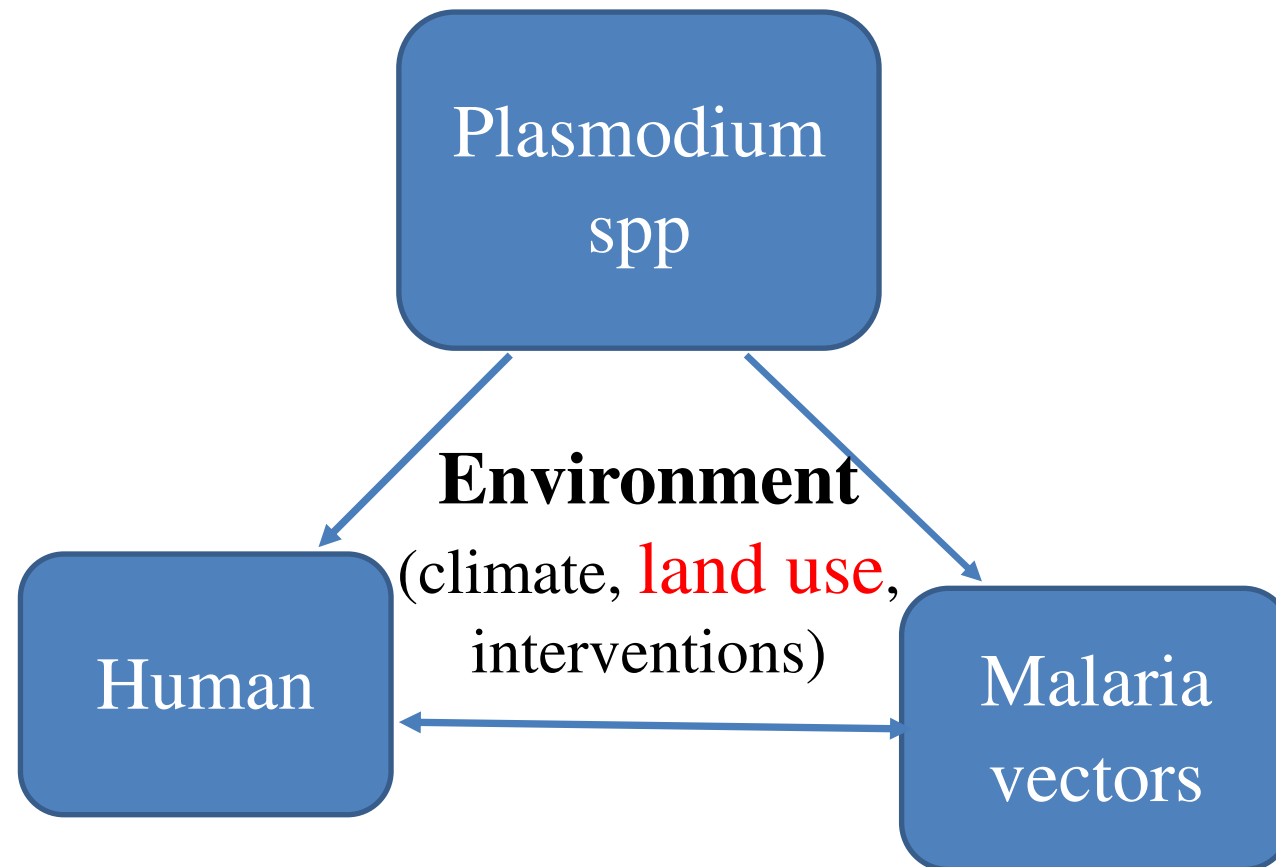 Plasmodium
spp
Environment
(climate, land use,
interventions)
Human
Malaria
vectors